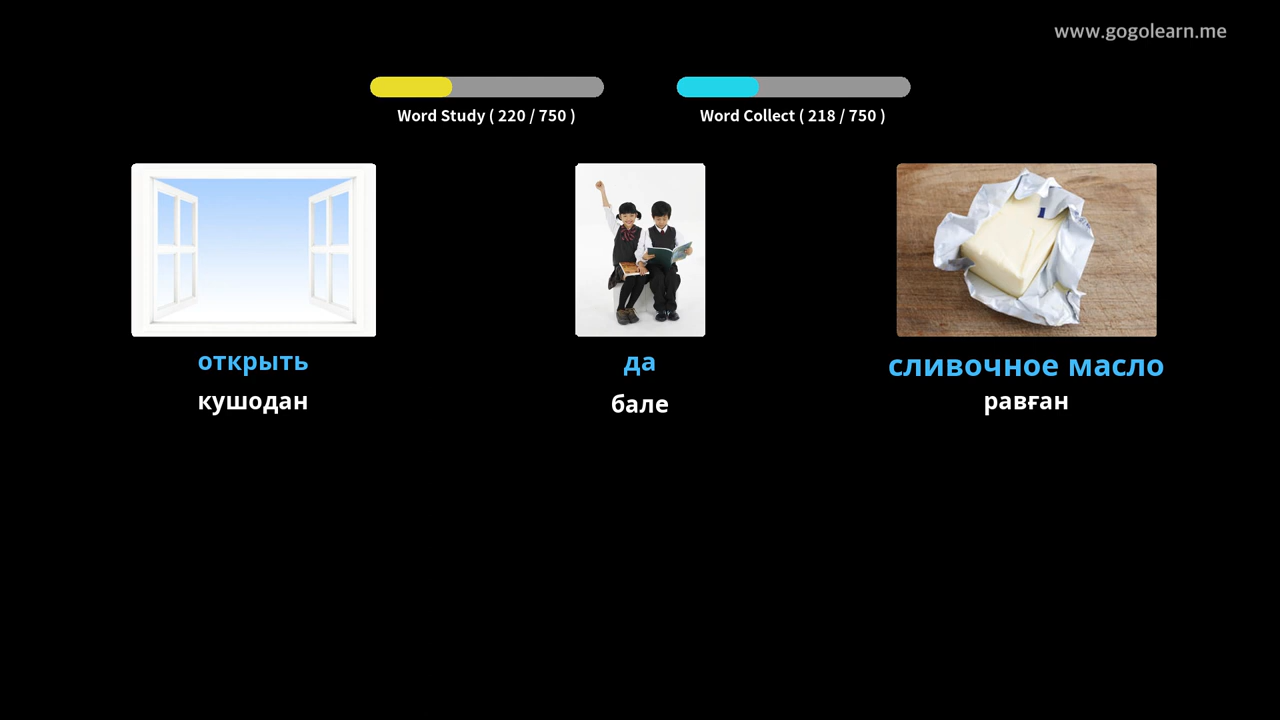 www.gogolearn.me
Word Study ( 220 / 750 )
Word Collect ( 218 / 750 )
открыть
кушодан
да
бале
сливочное масло
равған